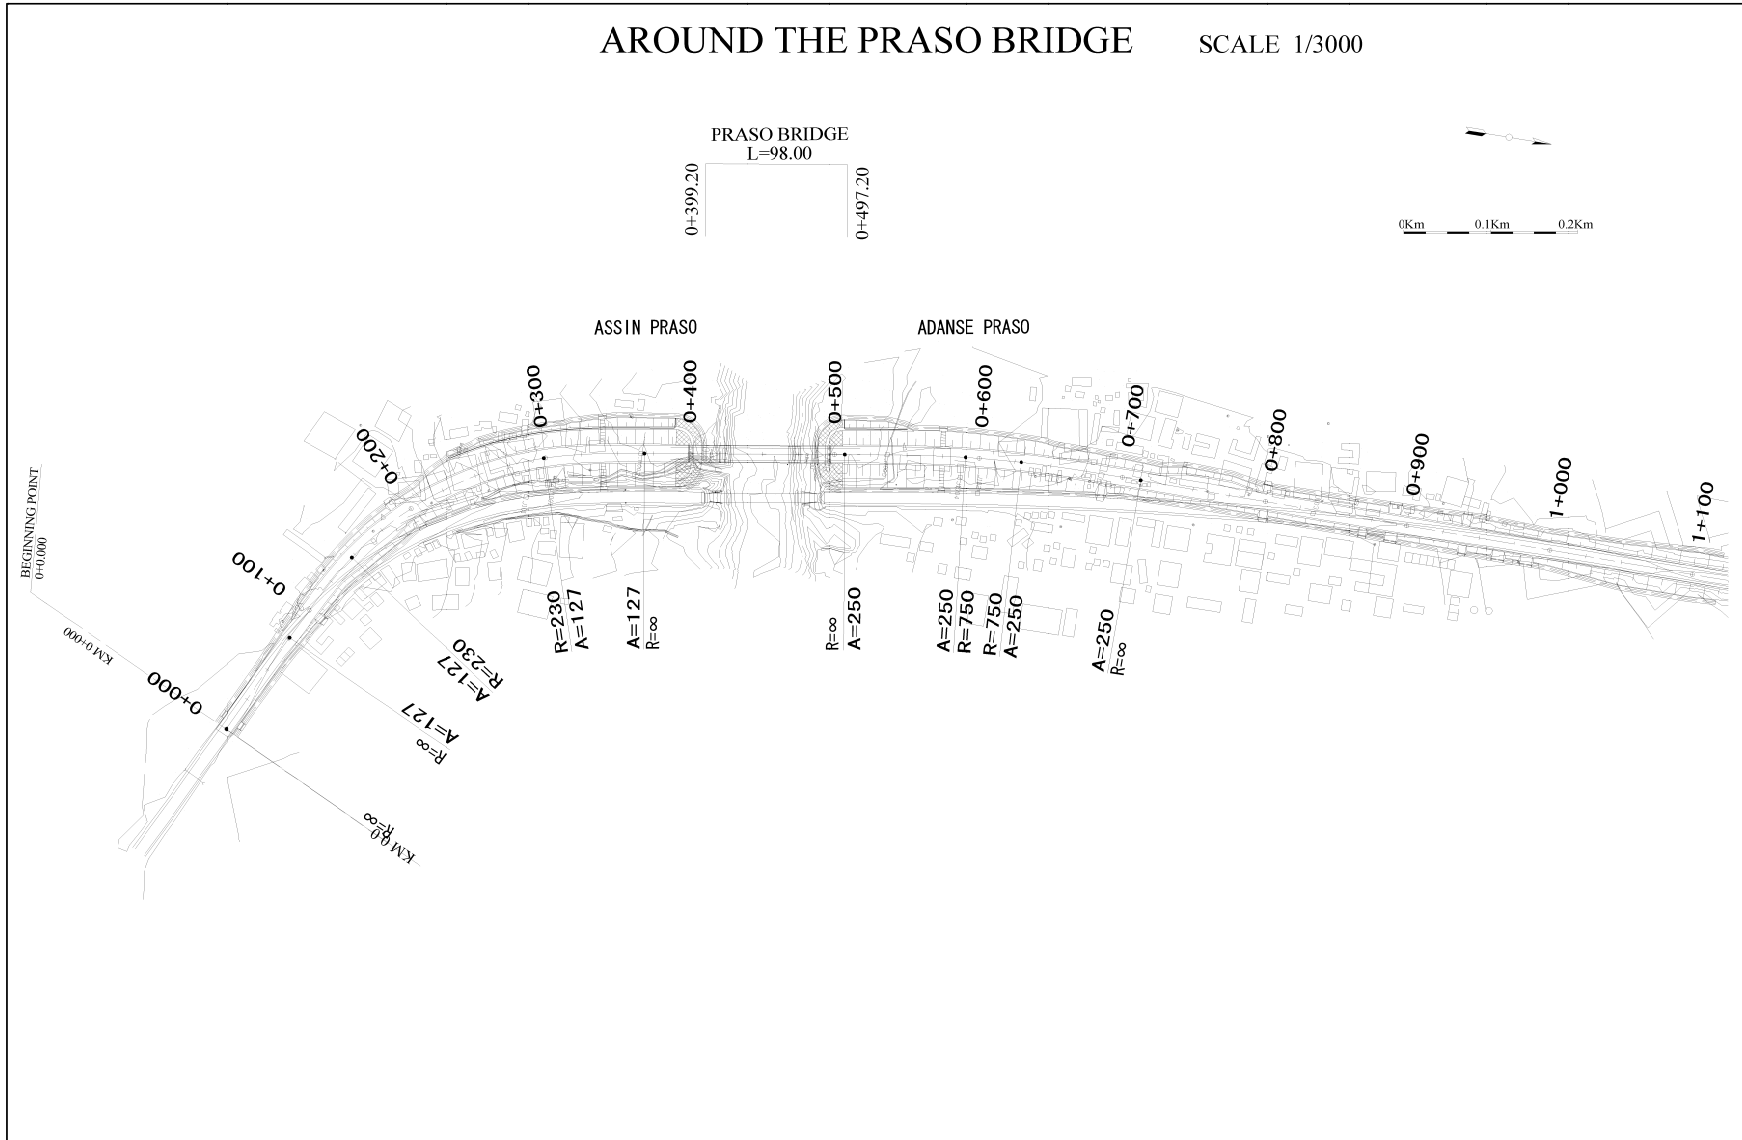 AROUND THE PRASO BRIDGE SCALE 1/3000
PRASO BRIDGE
L=98.00
0+399.20
0+497.20
0Km 0.1Km 0.2Km
ASSIN PRASO
ADANSE PRASO
BEGINNING POINT
0+0.000
KM 0+000
0+000
0+100
0+200
0+300
0+400
0+500
0+600
0+700
0+800
0+900
1+000
1+100
R=∞
KM 0.0
A=127
R=∞
R=230
A=127
R=230
A=127
A=127
R=∞
R=∞
A=250
A=250
R=750
R=750
A=250
A=250
R=∞